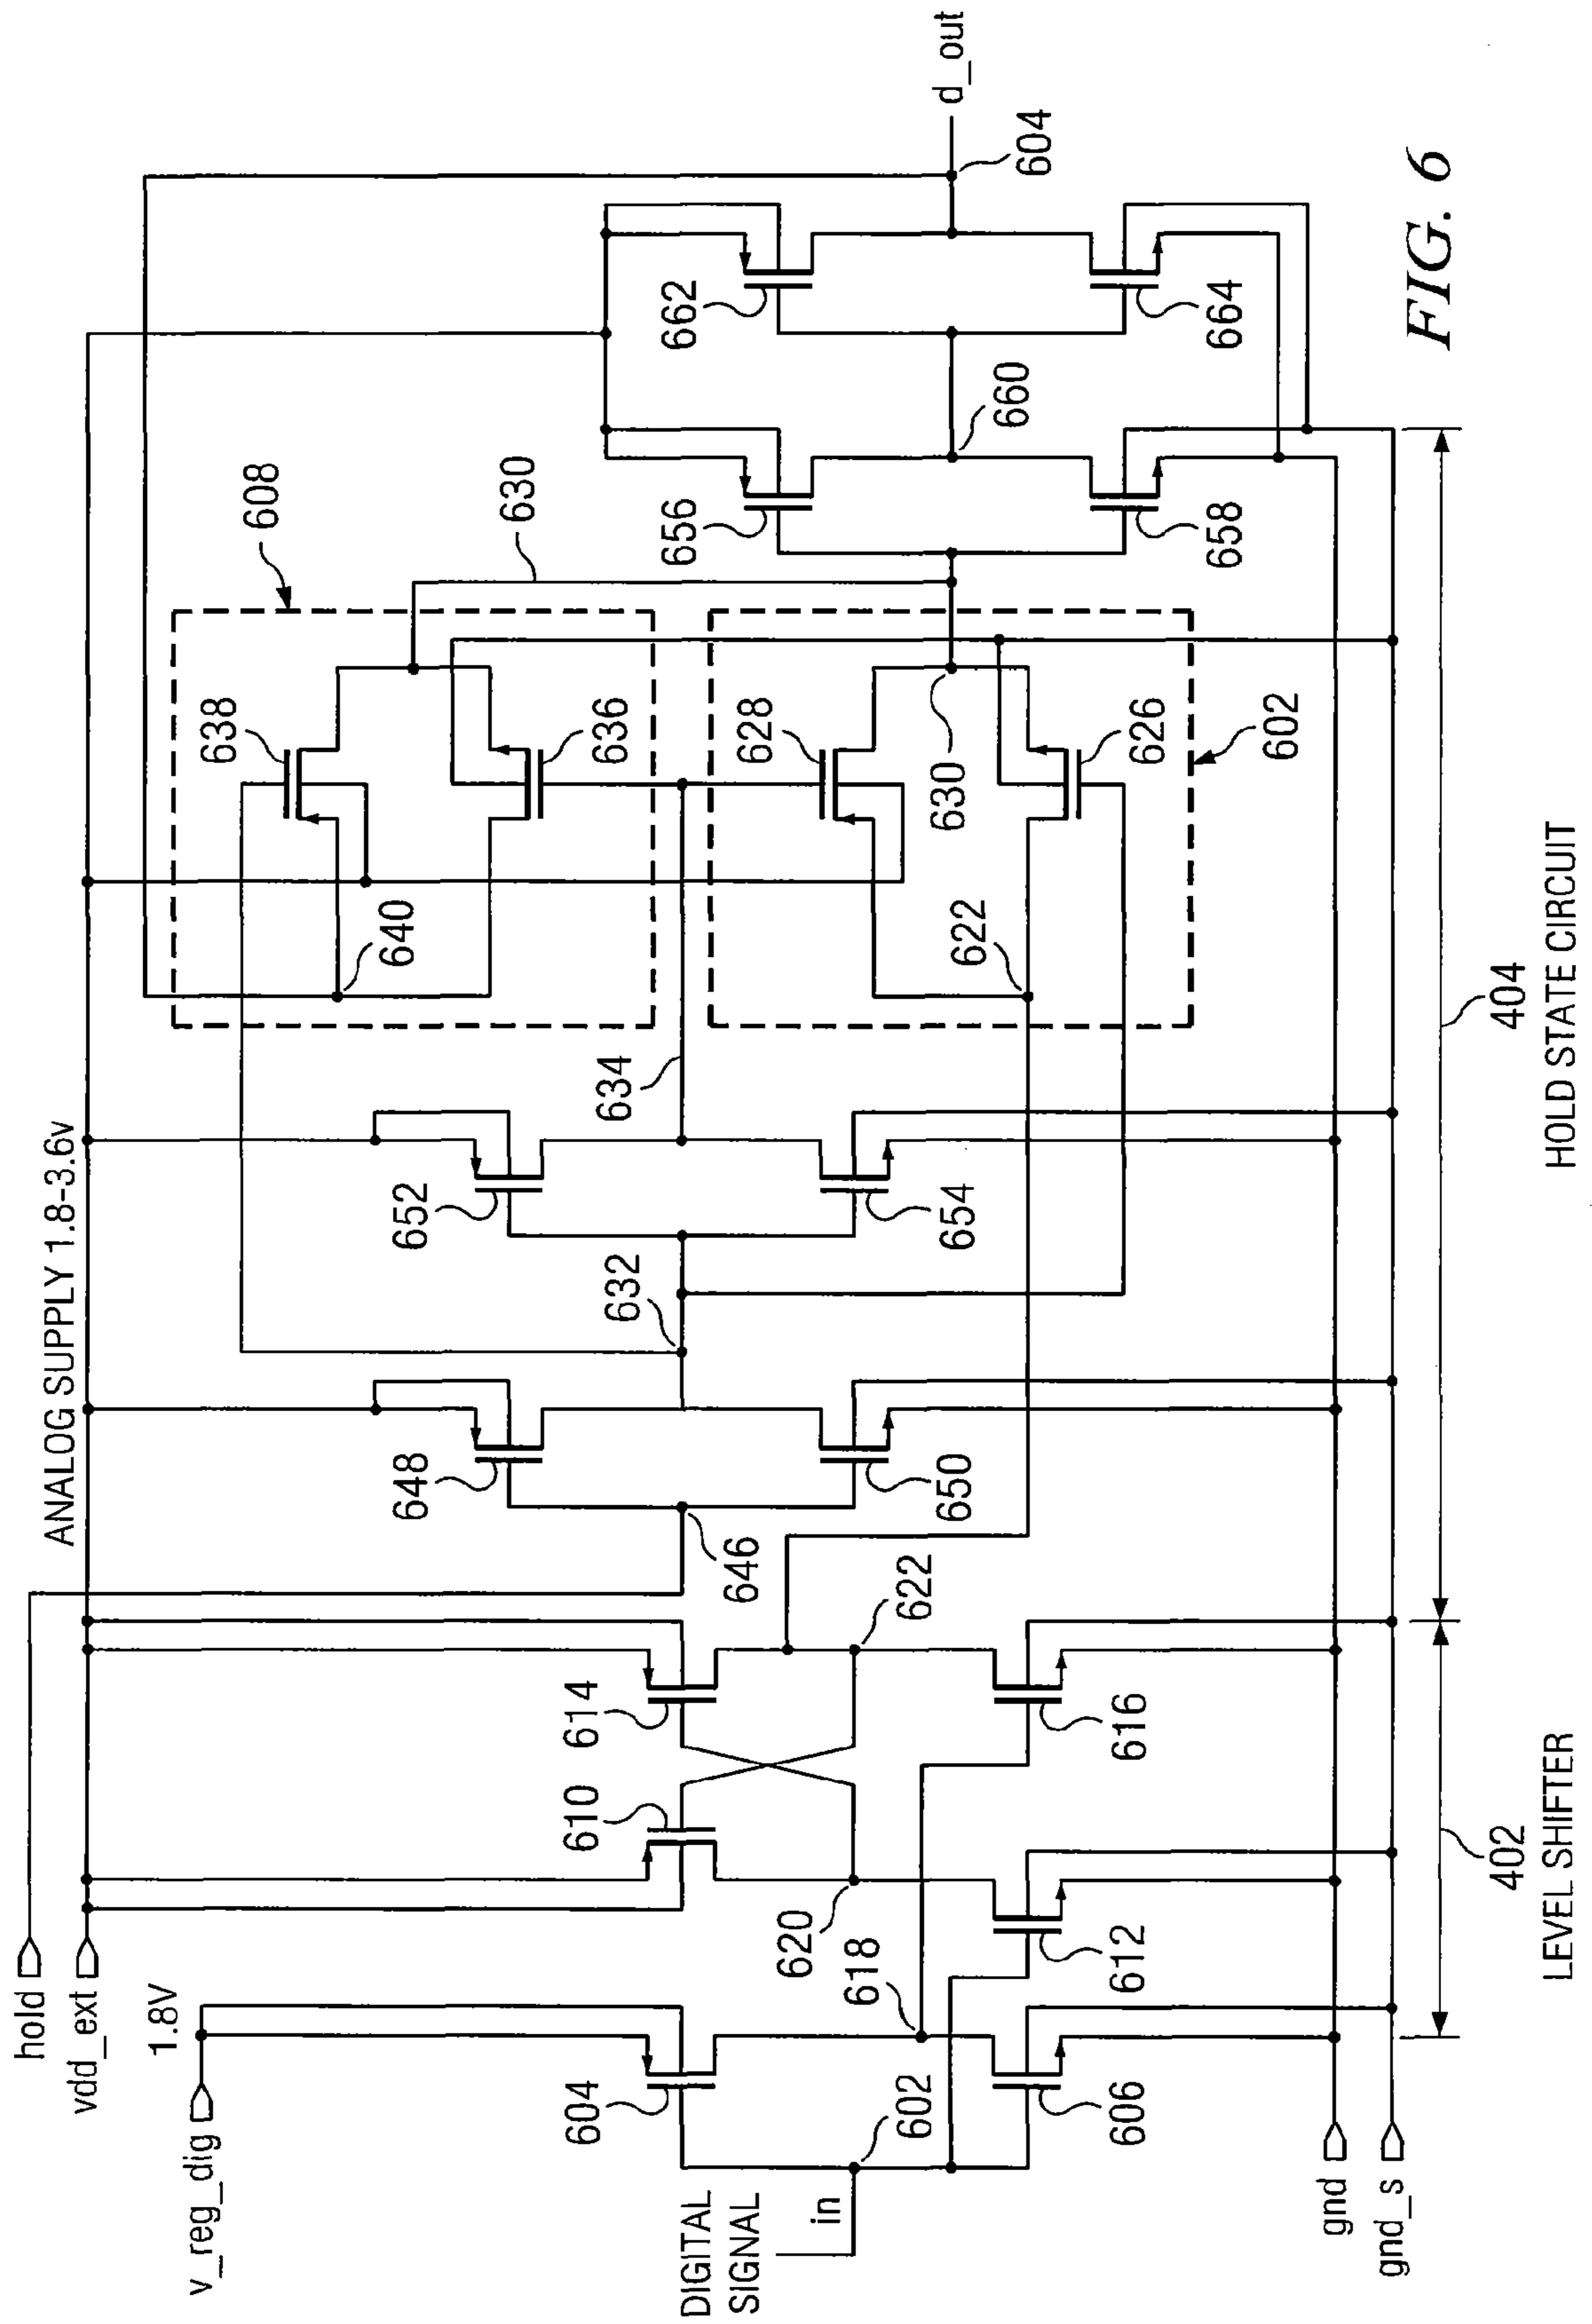 hold
vdd_ext
ANALOG SUPPLY 1.8-3.6v
v_reg_dig
1.8V
DIGITAL
SIGNAL
in
602
604
606
618
620
610
612
614
616
622
646
648
650
632
652
654
634
640
638
636
608
630
622
628
626
630
602
656
658
660
662
664
604
d_out
gnd
gnd_s
402
LEVEL SHIFTER
404
HOLD STATE CIRCUIT
FIG. 6